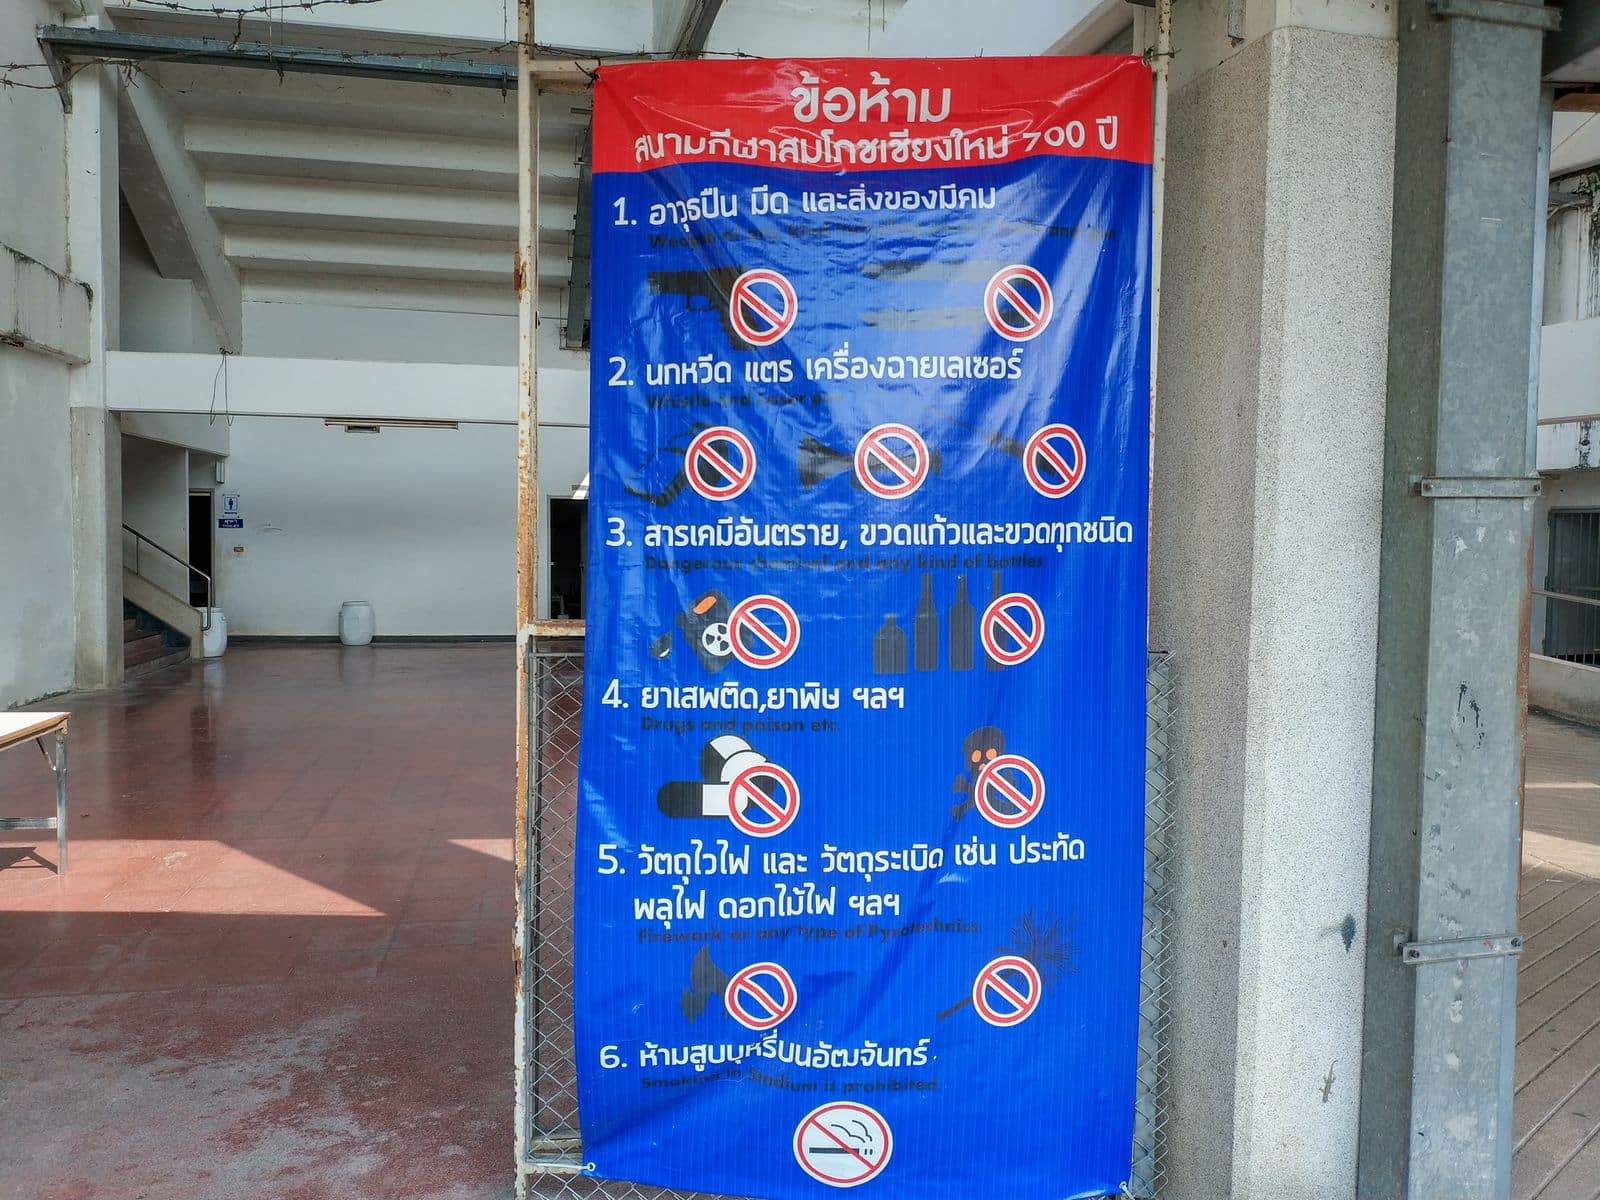 ข้อห้าม
สนามกีฬาสมโภชเชียงใหม่ 700 ปี
1. อาวุธปืน มีด และสิ่งของมีคม
2. นกหวีด แตร เครื่องฉายเลเซอร์
Whistle and Laser pen
3. สารเคมีอันตราย, ขวดแก้วและขวดทุกชนิด
Dangerous chemical and any kind of bottles
4. ยาเสพติด,ยาพิษ ฯลฯ
Drugs and poison etc.
5. วัตถุไวไฟ และ วัตถุระเบิด เช่น ประทัด
พลุไฟ ดอกไม้ไฟ ฯลฯ
Firework or any type of Pyrotechnics
6. ห้ามสูบบุหรี่บนอัฒจันทร์
Smoking in Stadium is prohibited